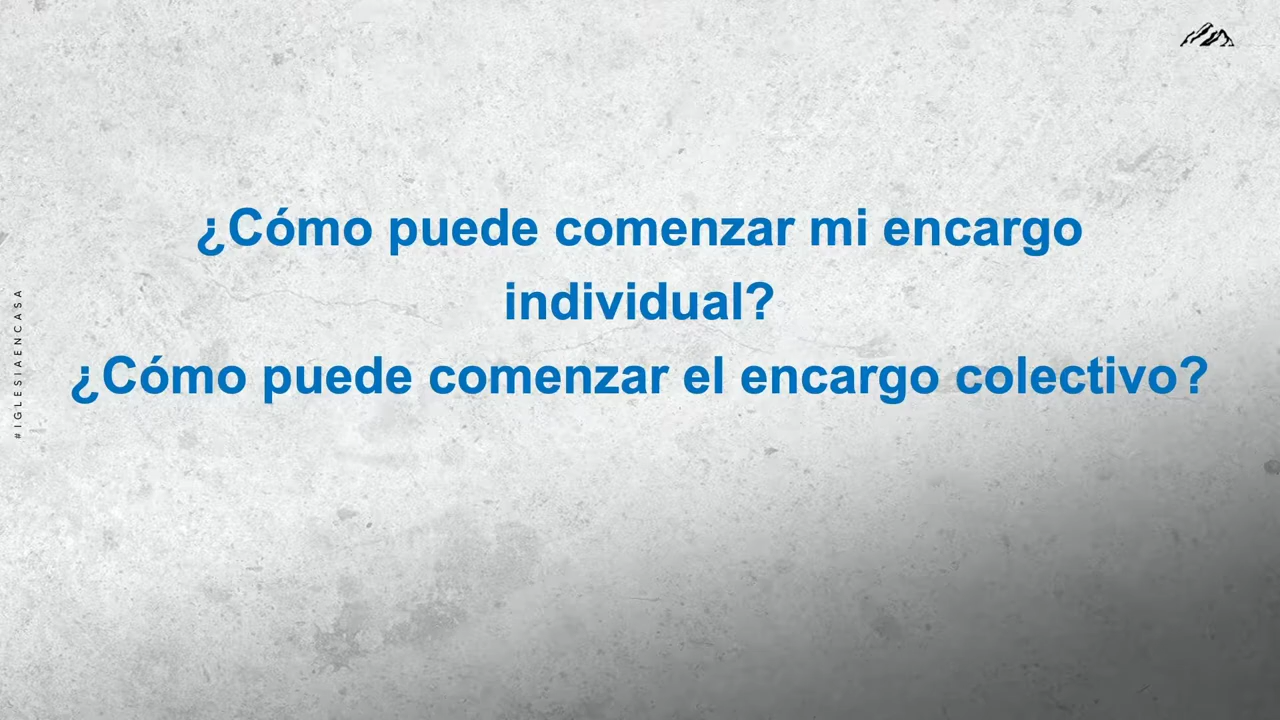 ¿Cómo puede comenzar mi encargo
individual?
¿Cómo puede comenzar el encargo colectivo?
#IGLESIAENCASA